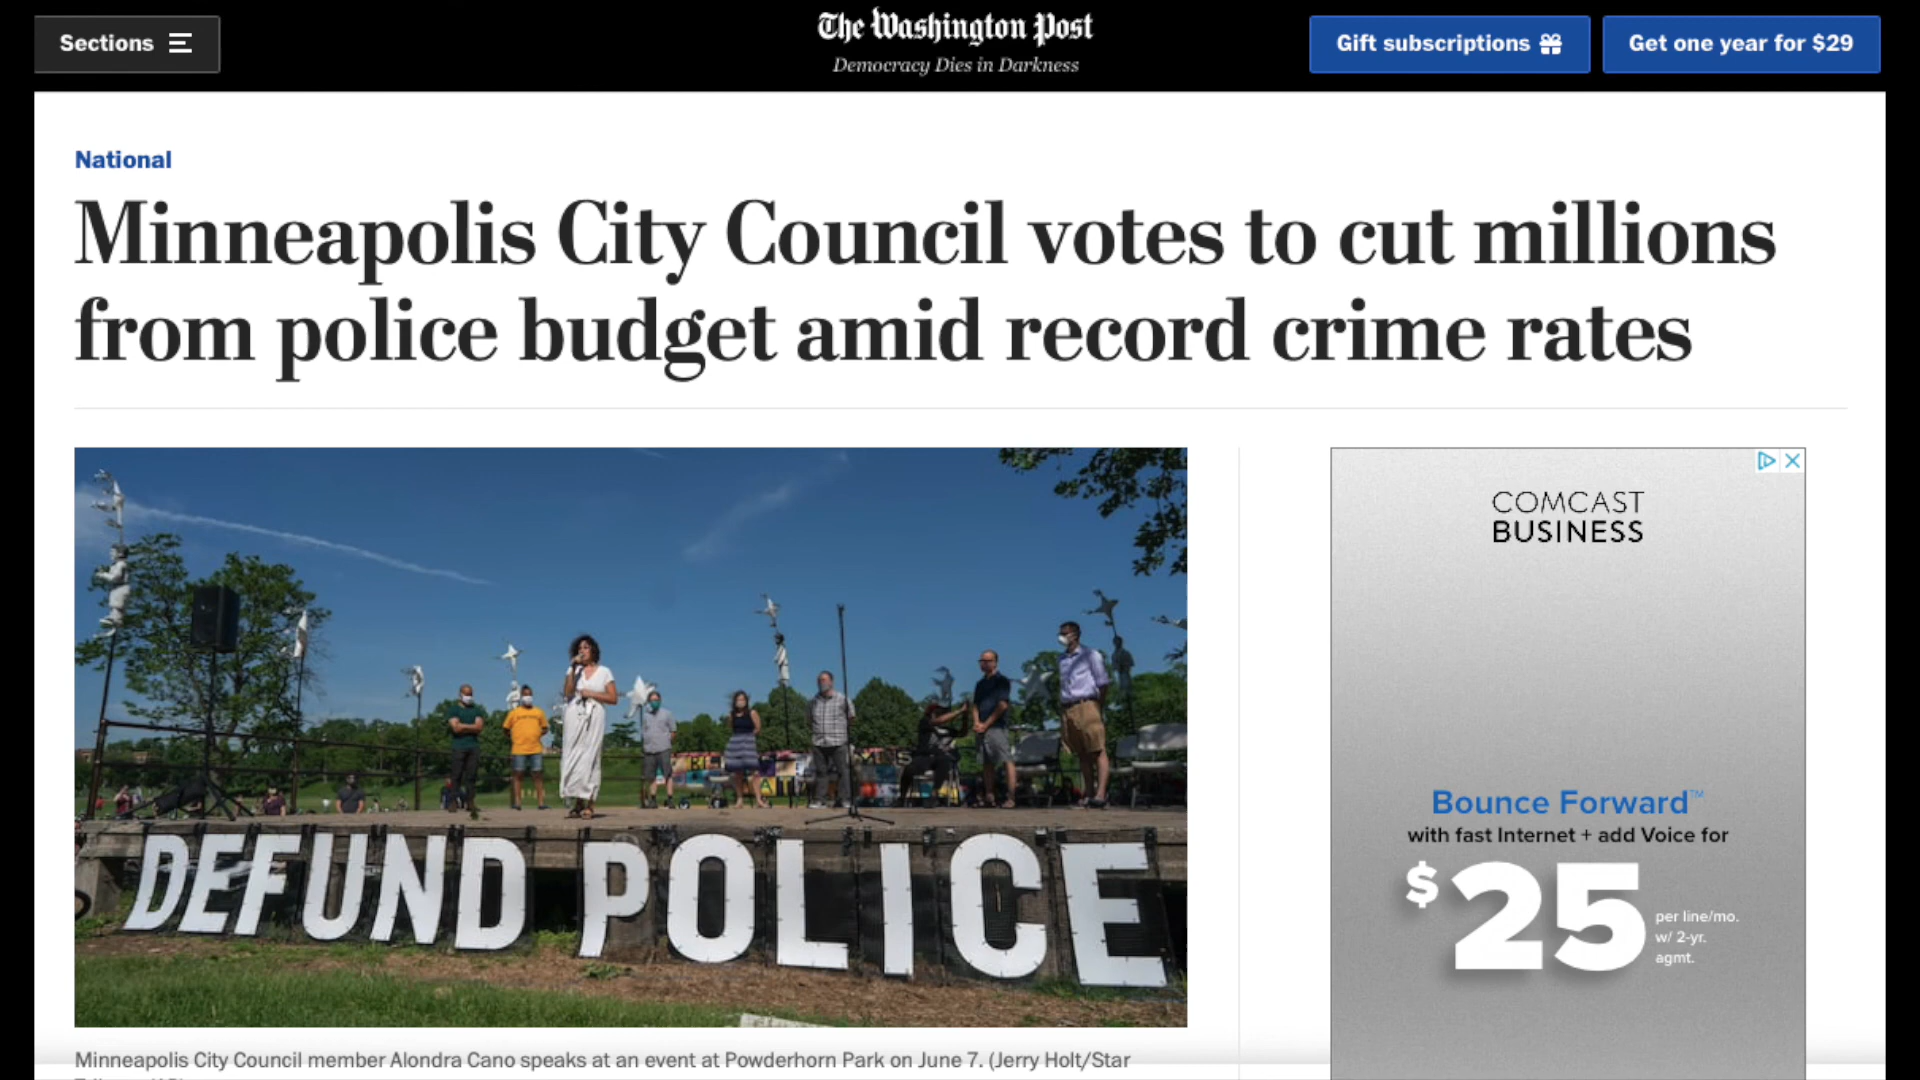 Sections
The Washington Post
Democracy Dies in Darkness
Gift subscriptions
Get one year for $29
National
Minneapolis City Council votes to cut millions
from police budget amid record crime rates
DEFUND POLICE
COMCAST
BUSINESS
Bounce Forward™
with fast Internet + add Voice for
$25
per line/mo.
w/ 2-yr.
agmt.
Minneapolis City Council member Alondra Cano speaks at an event at Powderhorn Park on June 7. (Jerry Holt/Star